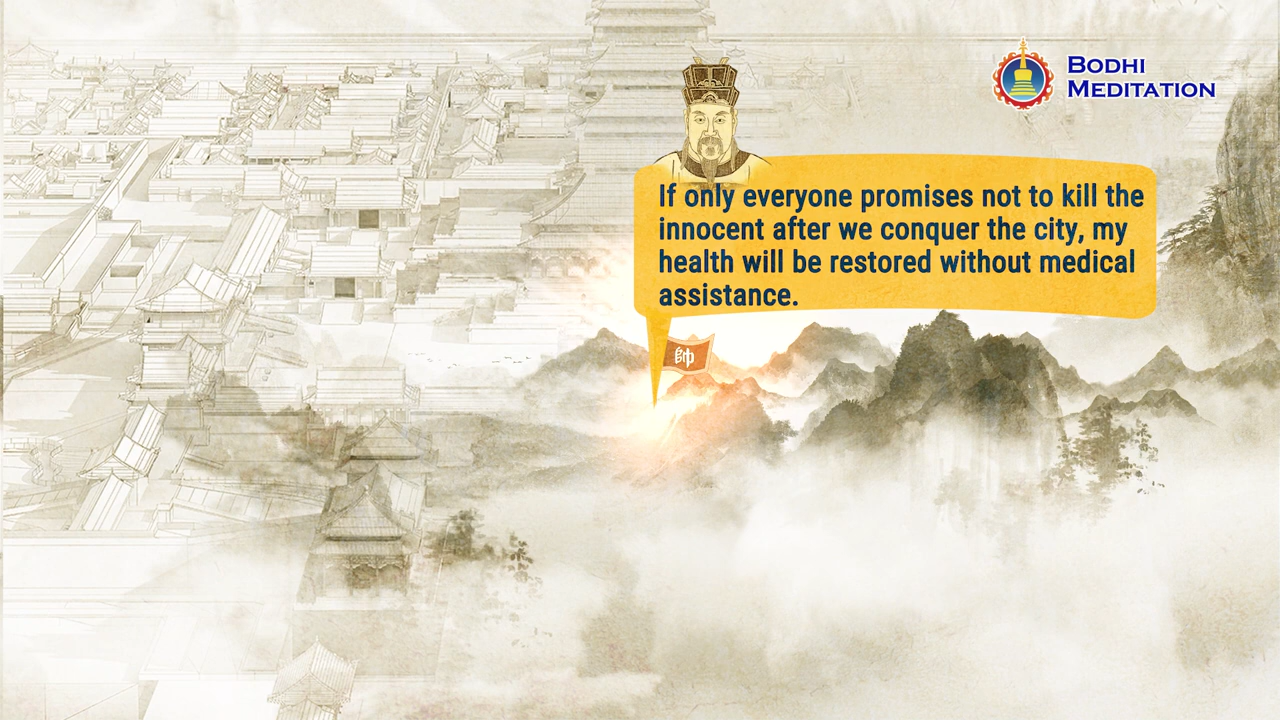 BODHI
MEDITATION
If only everyone promises not to kill the
innocent after we conquer the city, my
health will be restored without medical
assistance.
帥